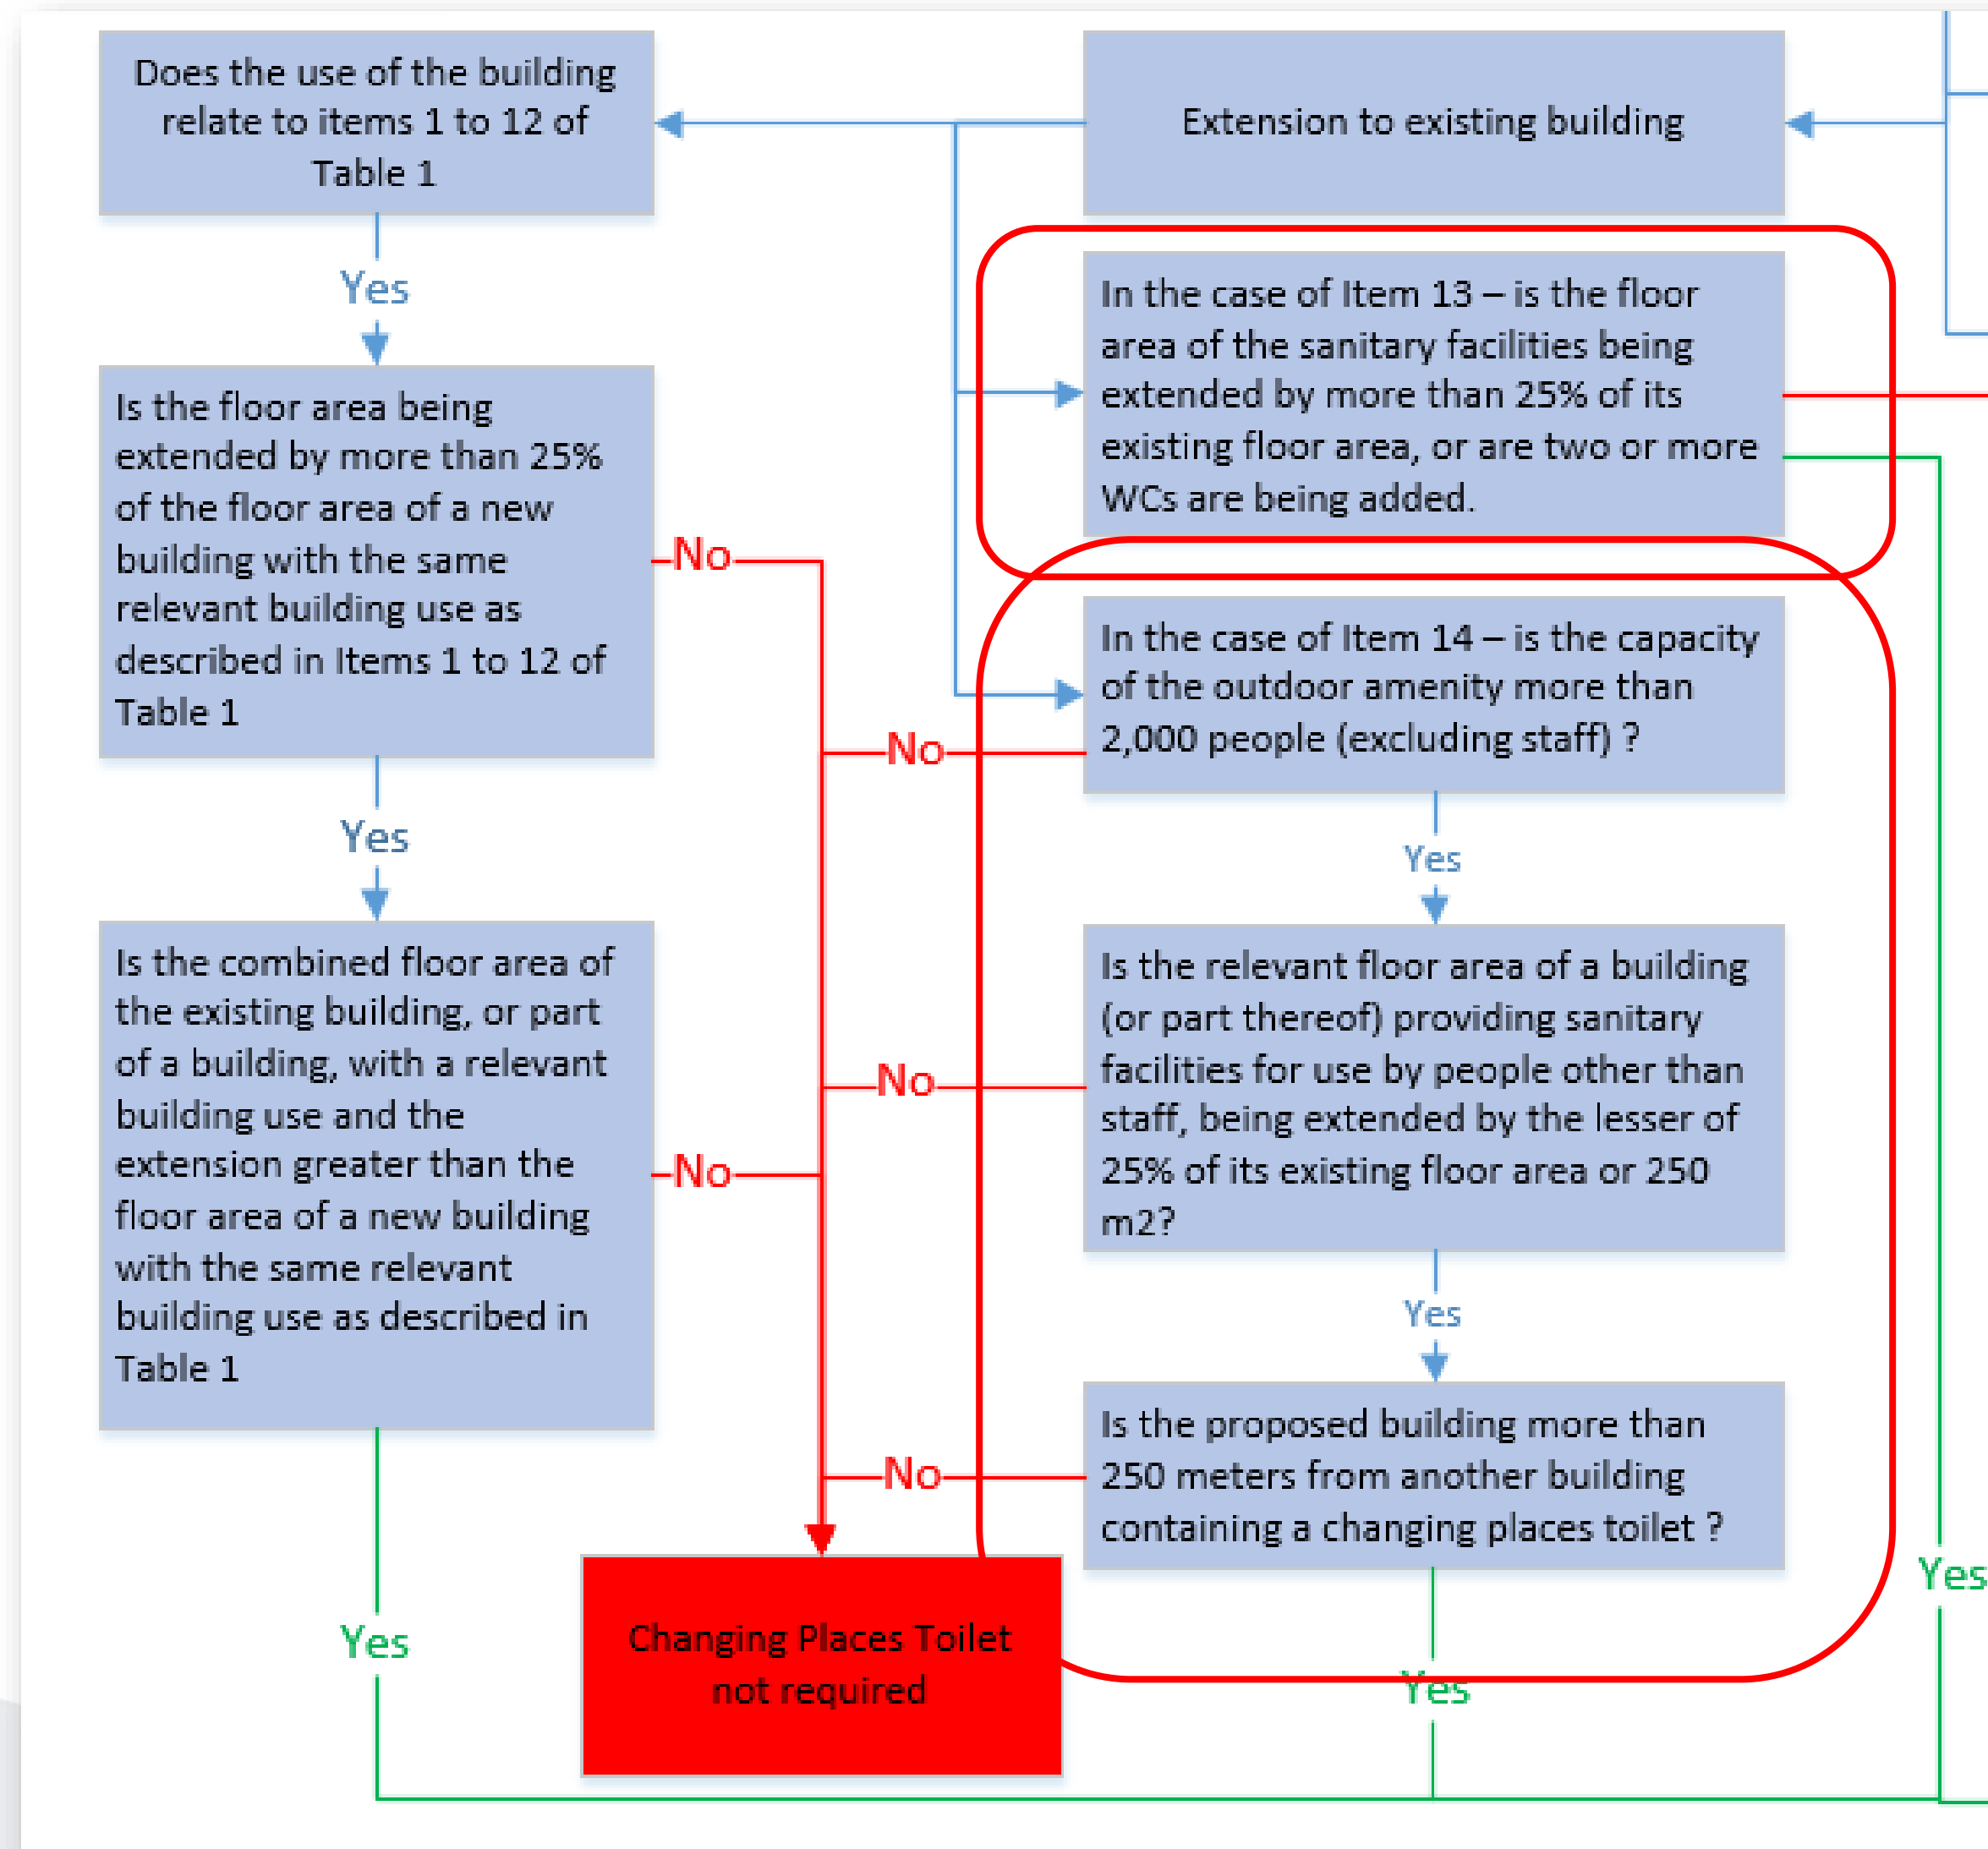 Does the use of the building
relate to items 1 to 12 of
Table 1
Extension to existing building
Yes
In the case of Item 13 – is the floor
area of the sanitary facilities being
extended by more than 25% of its
existing floor area, or are two or more
WCs are being added.
Is the floor area being
extended by more than 25%
of the floor area of a new
building with the same
relevant building use as
described in Items 1 to 12 of
Table 1
No
In the case of Item 14 – is the capacity
of the outdoor amenity more than
2,000 people (excluding staff) ?
No
Yes
Yes
Is the combined floor area of
the existing building, or part
of a building, with a relevant
building use and the
extension greater than the
floor area of a new building
with the same relevant
building use as described in
Table 1
No
Is the relevant floor area of a building
(or part thereof) providing sanitary
facilities for use by people other than
staff, being extended by the lesser of
25% of its existing floor area or 250
m2?
No
Yes
Is the proposed building more than
250 meters from another building
containing a changing places toilet ?
No
Yes
Yes
Changing Places Toilet
not required
Yes